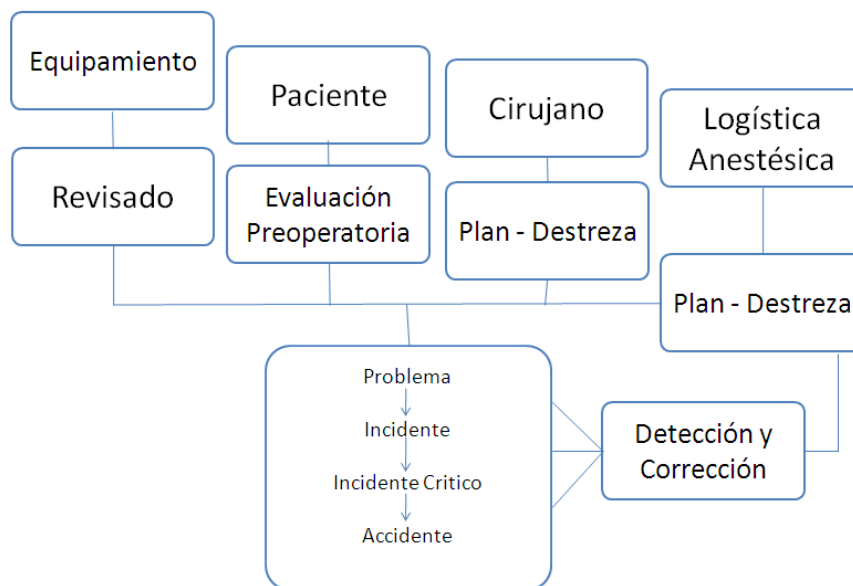 Equipamiento
Paciente
Cirujano
Logística
Anestésica
Revisado
Evaluación
Preoperatoria
Plan - Destreza
Plan - Destreza
Problema
Incidente
Incidente Critico
Accidente
Detección y
Corrección